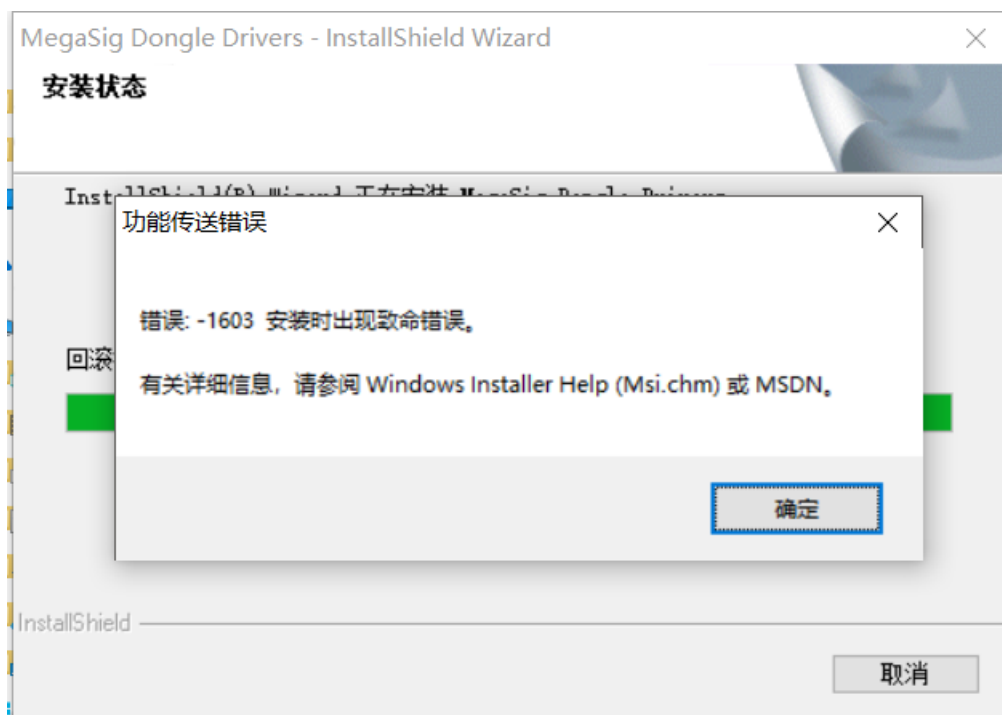 MegaSig Dongle Drivers - InstallShield Wizard
安装状态
功能传送错误
错误: -1603 安装时出现致命错误。
回滚
有关详细信息，请参阅 Windows Installer Help (Msi.chm) 或 MSDN。
确定
InstallShield
取消